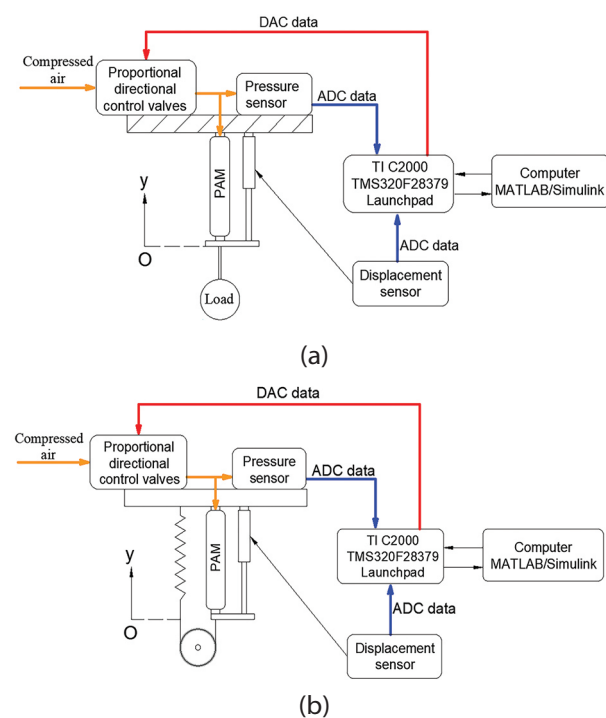 DAC data
Compressed
air
Proportional
directional
control valves
Pressure
sensor
ADC data
TI C2000
TMS320F28379
Launchpad
Computer
MATLAB/Simulink
PAM
y
O
ADC data
Displacement
sensor
Load
(a)
DAC data
Compressed
air
Proportional
directional
control valves
Pressure
sensor
ADC data
TI C2000
TMS320F28379
Launchpad
Computer
MATLAB/Simulink
PAM
y
O
ADC data
Displacement
sensor
(b)